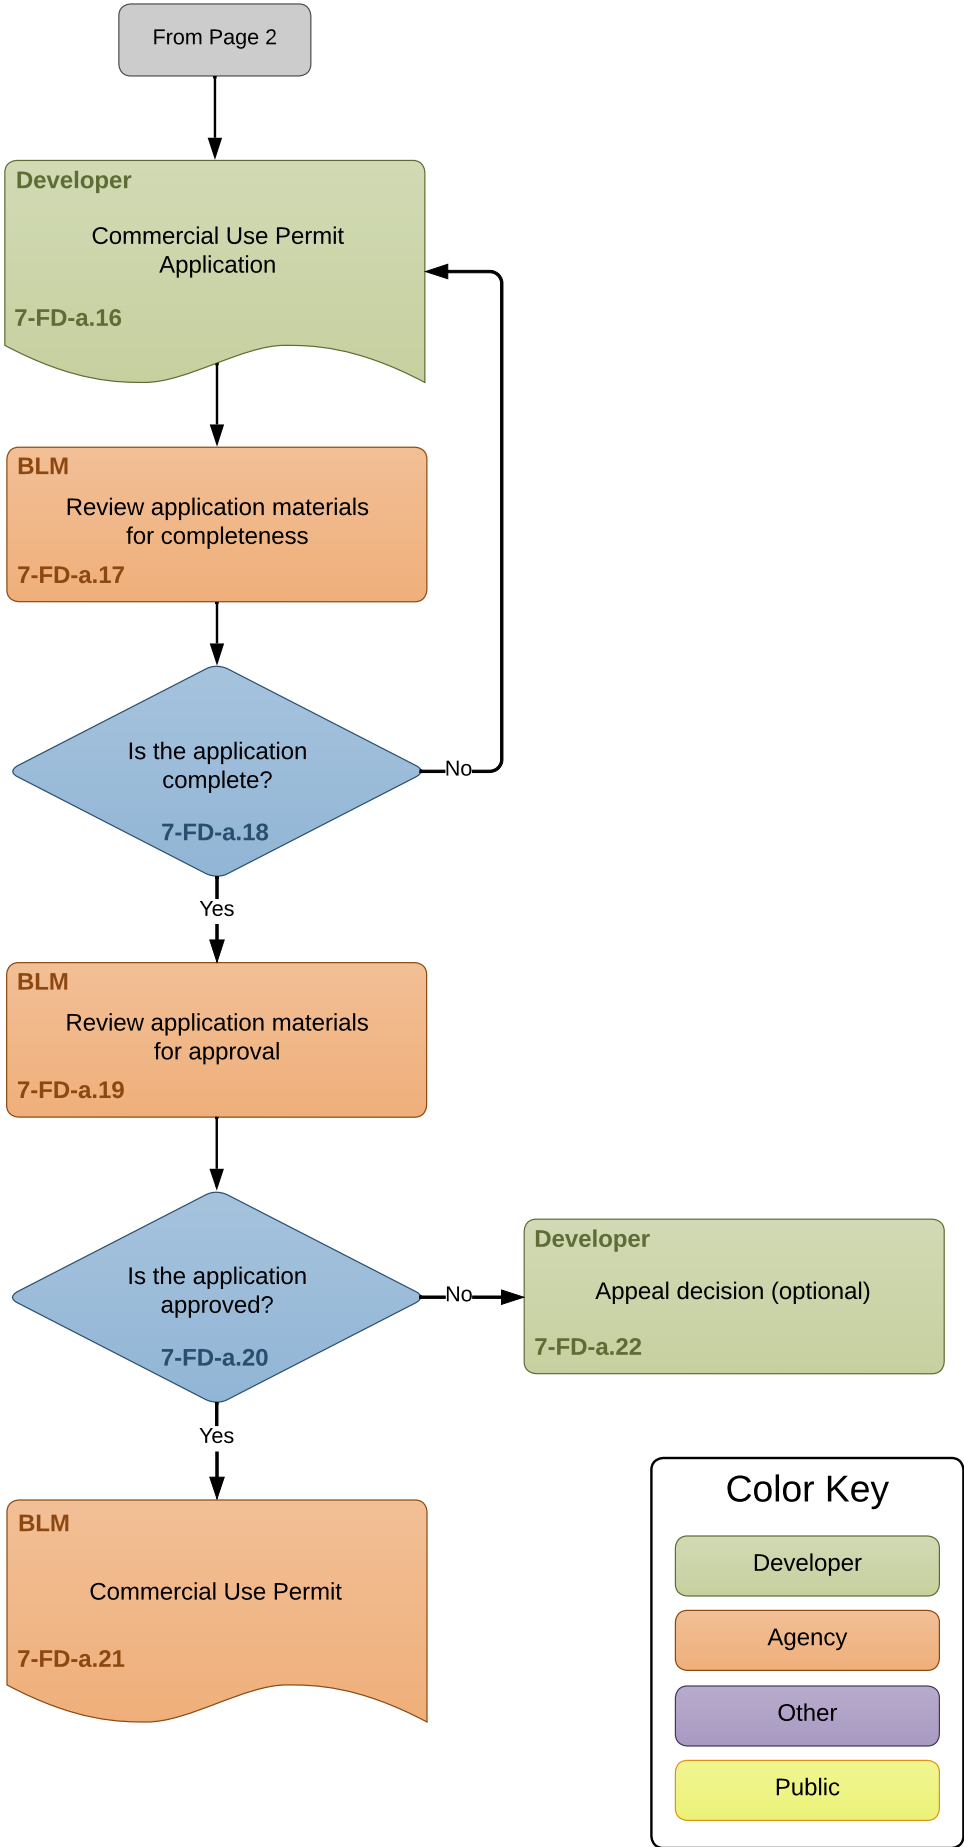 From Page 2
Developer
Commercial Use Permit
Application
7-FD-a.16
BLM
Review application materials
for completeness
7-FD-a.17
Is the application
complete?
7-FD-a.18
No
Yes
BLM
Review application materials
for approval
7-FD-a.19
Is the application
approved?
7-FD-a.20
No
Developer
Appeal decision (optional)
7-FD-a.22
Yes
BLM
Commercial Use Permit
7-FD-a.21
Color Key
Developer
Agency
Other
Public